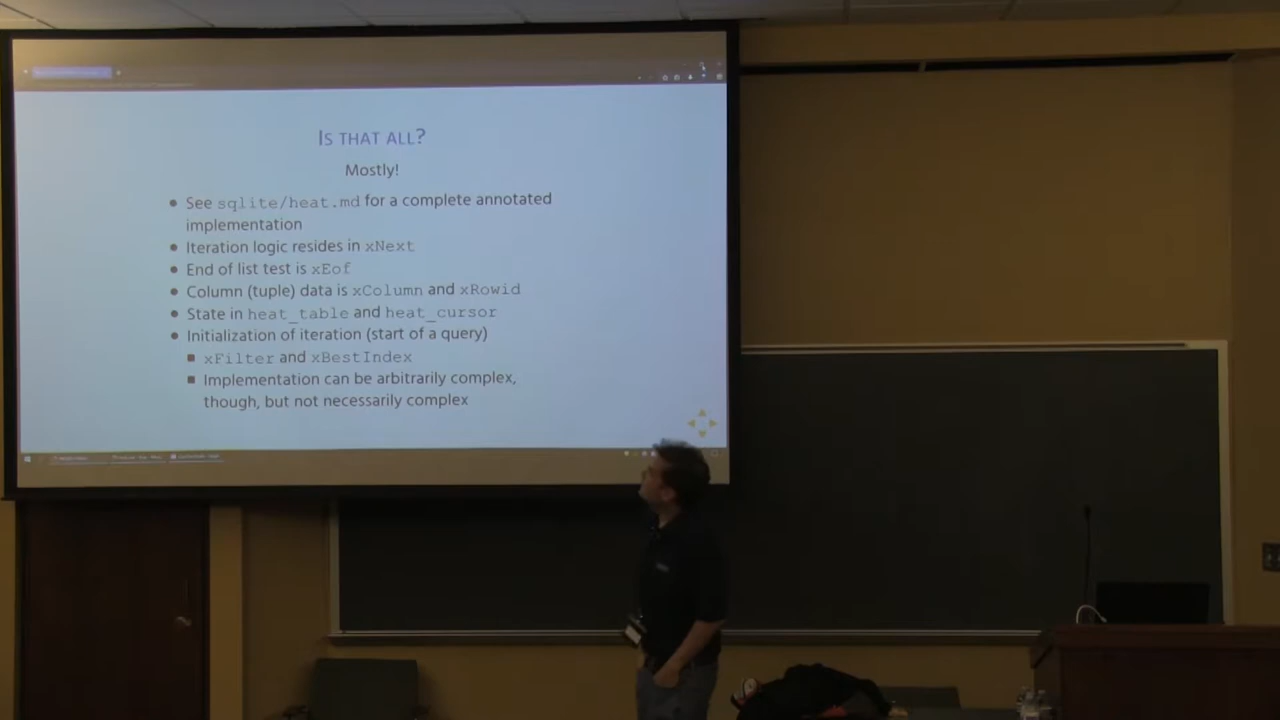 Is that all?
Mostly!
See sqlite/heat.md for a complete annotated
implementation
Iteration logic resides in xNext
End of list test is xEof
Column (tuple) data is xColumn and xRowid
State in heat_table and heat_cursor
Initialization of iteration (start of a query)
xFilter and xBestIndex
Implementation can be arbitrarily complex,
though, but not necessarily complex